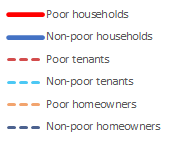 Poor households
Non-poor households
Poor tenants
Non-poor tenants
Poor homeowners
Non-poor homeowners